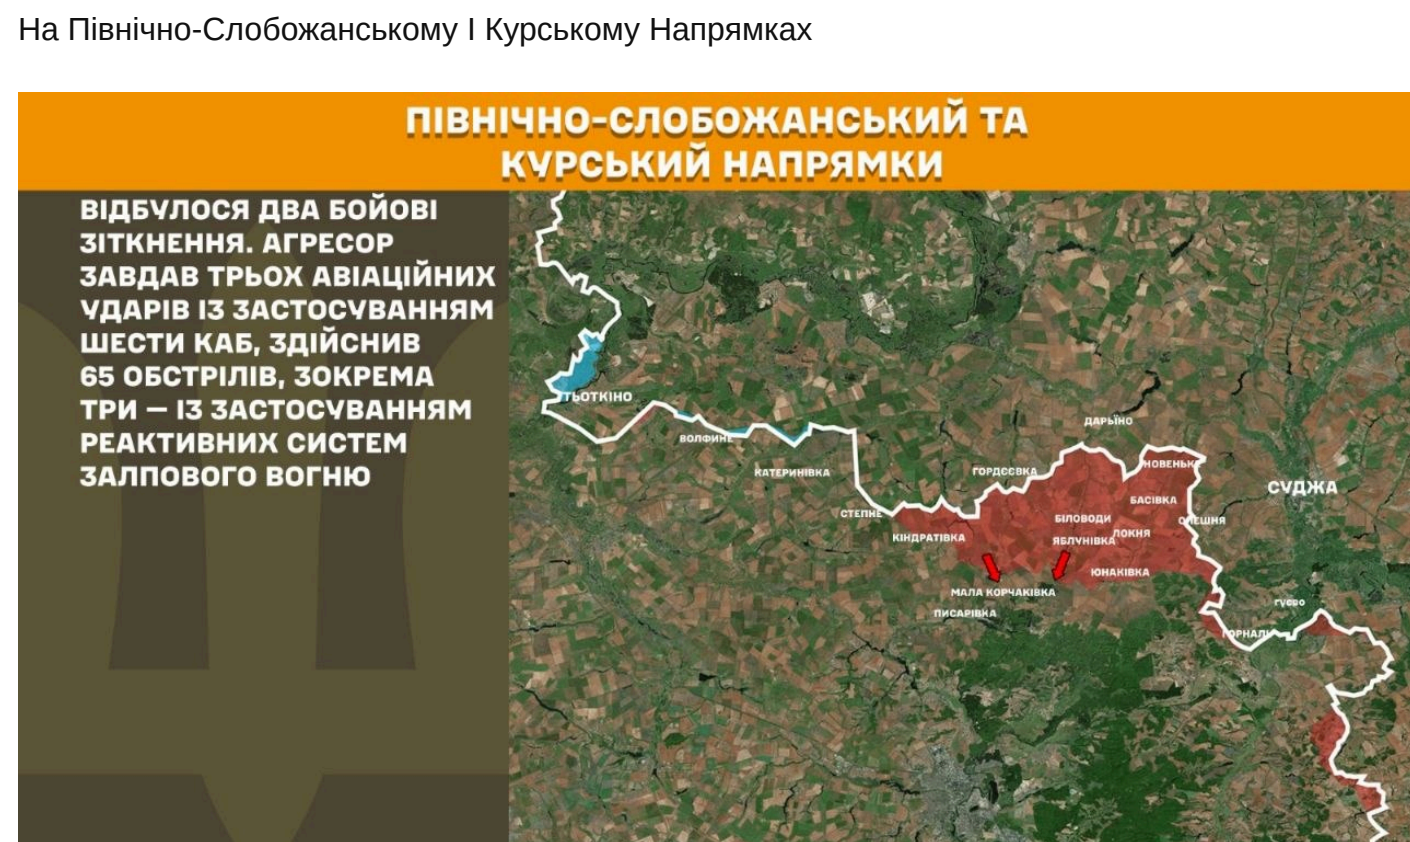 На Північно-Слобожанському І Курському Напрямках
ПІВНІЧНО-СЛОБОЖАНСЬКИЙ ТА
КУРСЬКИЙ НАПРЯМКИ
ВІДБУЛОСЯ ДВА БОЙОВІ
ЗІТКНЕННЯ. АГРЕСОР
ЗАВДАВ ТРЬОХ АВІАЦІЙНИХ
УДАРІВ ІЗ ЗАСТОСУВАННЯМ
ШЕСТИ КАБ, ЗДІЙСНИВ
65 ОБСТРІЛІВ, ЗОКРЕМА
ТРИ — ІЗ ЗАСТОСУВАННЯМ
РЕАКТИВНИХ СИСТЕМ
ЗАЛПОВОГО ВОГНЮ
ТЬОТКІНО
ДАРЬЇНО
ВОЛФИНЕ
КАТЕРИНІВКА
ГОРДЄЄВКА
НОВЕНЬКЕ
СУДЖА
БАСІВКА
СТЕПНЕ
БІЛОВОДИ
ОЛЕШНЯ
КІНДРАТІВКА
ЛОКНЯ
ЯБЛУНІВКА
ЮНАКІВКА
МАЛА КОРЧАКІВКА
ГУЄВО
ПИСАРІВКА
ГОРНАЛЬ